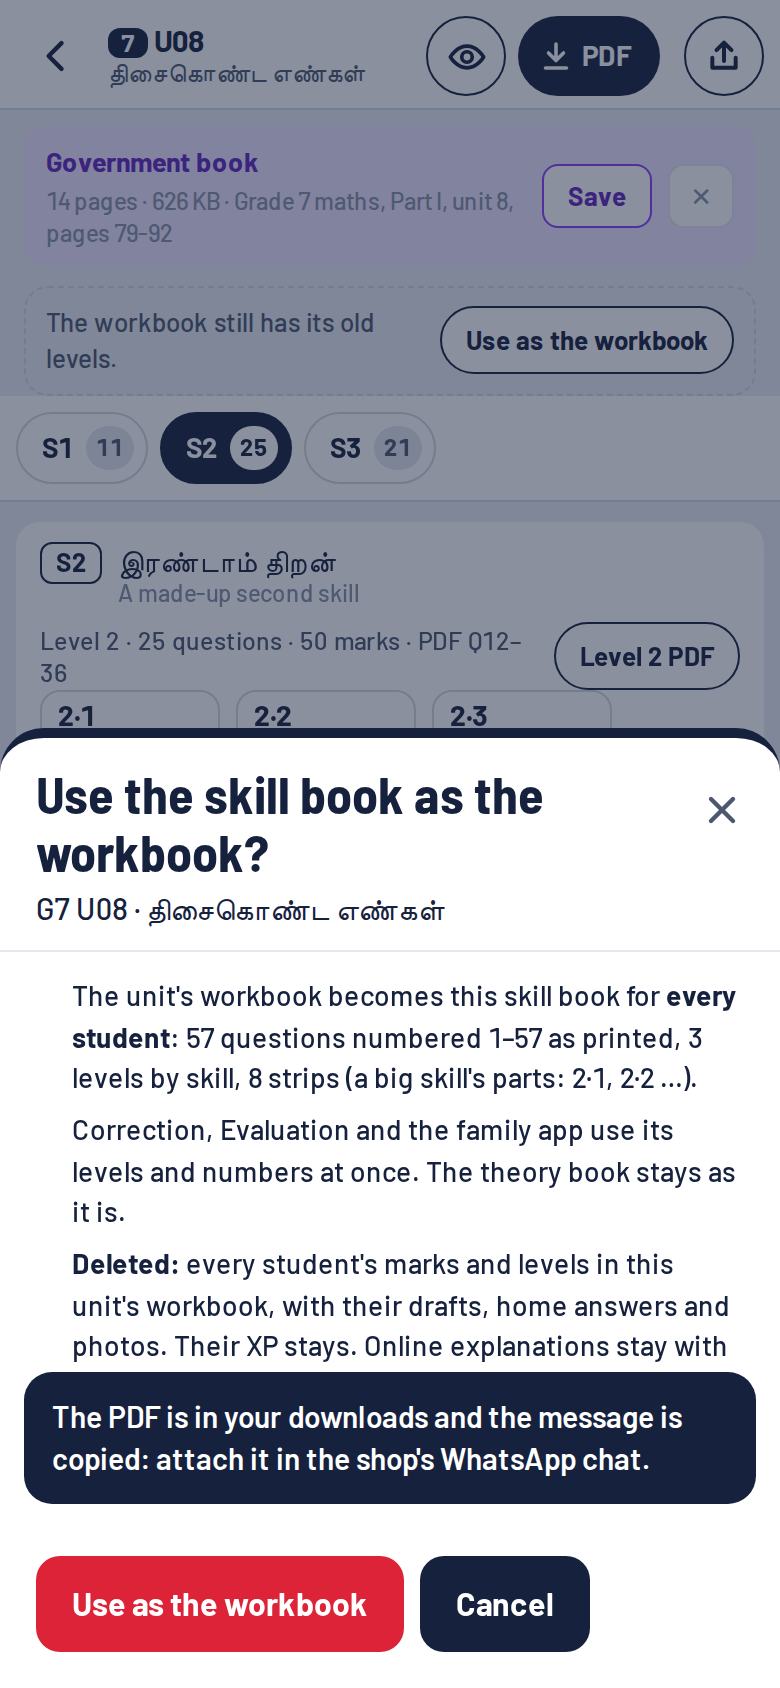 7 U08
திசைகொண்ட எண்கள்
PDF
Government book
14 pages · 626 KB · Grade 7 maths, Part I, unit 8,
pages 79-92
Save
The workbook still has its old
levels.
Use as the workbook
S1 11
S2 25
S3 21
S2 இரண்டாம் திறன்
A made-up second skill
Level 2 · 25 questions · 50 marks · PDF Q12–
36
Level 2 PDF
2·1 2·2 2·3
Use the skill book as the
workbook?
G7 U08 · திசைகொண்ட எண்கள்
The unit's workbook becomes this skill book for every
student: 57 questions numbered 1–57 as printed, 3
levels by skill, 8 strips (a big skill's parts: 2·1, 2·2 …).
Correction, Evaluation and the family app use its
levels and numbers at once. The theory book stays as
it is.
Deleted: every student's marks and levels in this
unit's workbook, with their drafts, home answers and
photos. Their XP stays. Online explanations stay with
The PDF is in your downloads and the message is
copied: attach it in the shop's WhatsApp chat.
Use as the workbook
Cancel